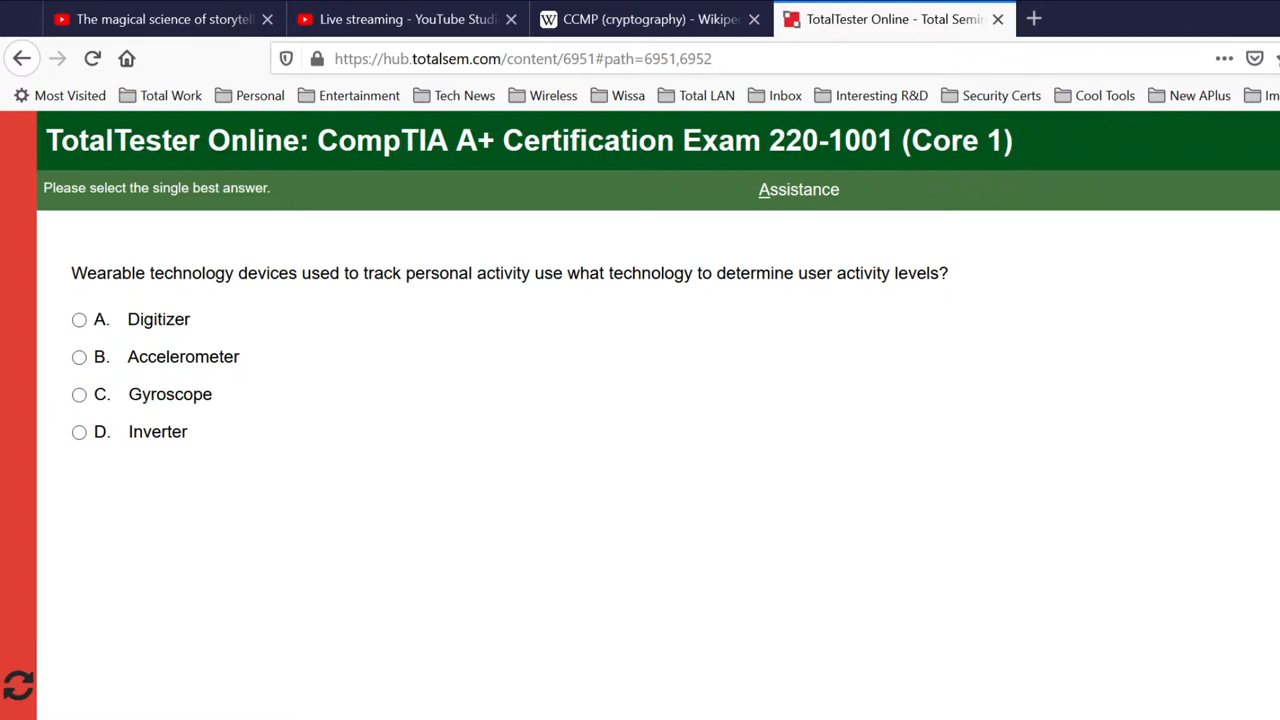 The magical science of storytell
Live streaming - YouTube Studi
CCMP (cryptography) - Wikipe
TotalTester Online - Total Semin
https://hub.totalsem.com/content/6951#path=6951,6952
Most Visited Total Work Personal Entertainment Tech News Wireless Wissa Total LAN Inbox Interesting R&D Security Certs Cool Tools New APlus Im
TotalTester Online: CompTIA A+ Certification Exam 220-1001 (Core 1)
Please select the single best answer.
Assistance
Wearable technology devices used to track personal activity use what technology to determine user activity levels?
A. Digitizer
B. Accelerometer
C. Gyroscope
D. Inverter